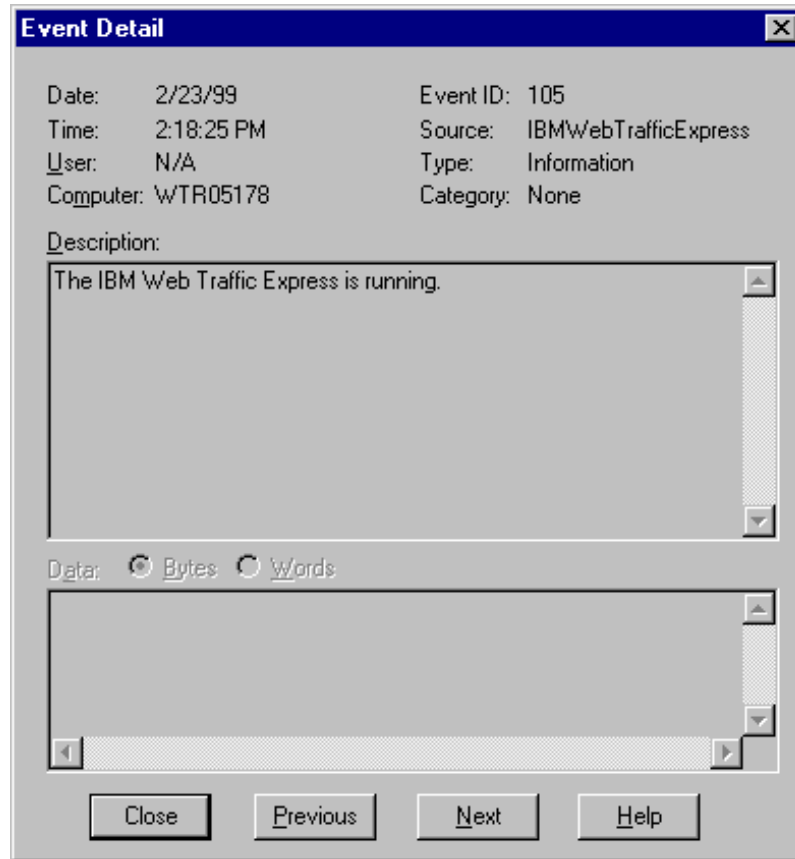 Event Detail
Date: 2/23/99 Event ID: 105
Time: 2:18:25 PM Source: IBMWebTrafficExpress
User: N/A Type: Information
Computer: WTR05178 Category: None
Description:
The IBM Web Traffic Express is running.
Data: Bytes Words
Close Previous Next Help